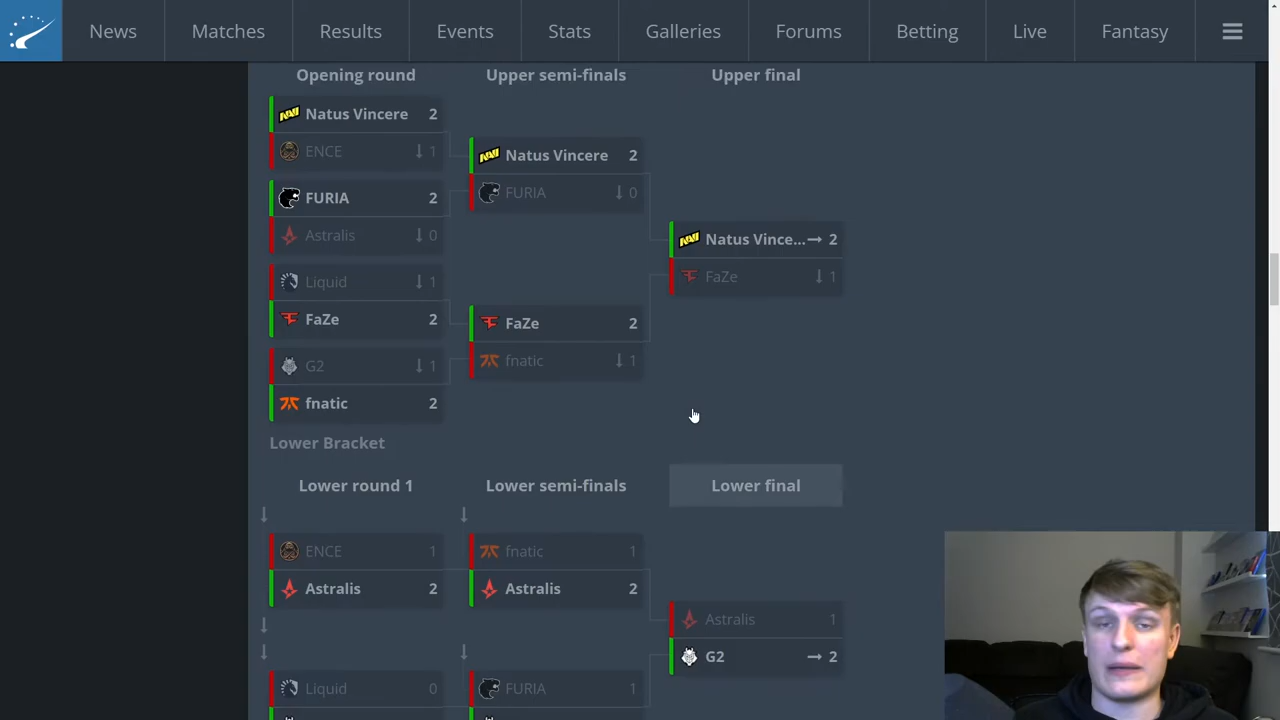 News Matches Results Events Stats Galleries Forums Betting Live Fantasy
Opening round Upper semi-finals Upper final
Natus Vincere 2
ENCE ↓ 1
FURIA 2
Astralis ↓ 0
Liquid ↓ 1
FaZe 2
G2 ↓ 1
fnatic 2
Natus Vincere 2
FURIA ↓ 0
FaZe 2
fnatic ↓ 1
Natus Vince... → 2
FaZe ↓ 1
Lower Bracket
Lower round 1 Lower semi-finals Lower final
ENCE 1
Astralis 2
Liquid 0
fnatic 1
Astralis 2
FURIA 1
Astralis 1
G2 → 2